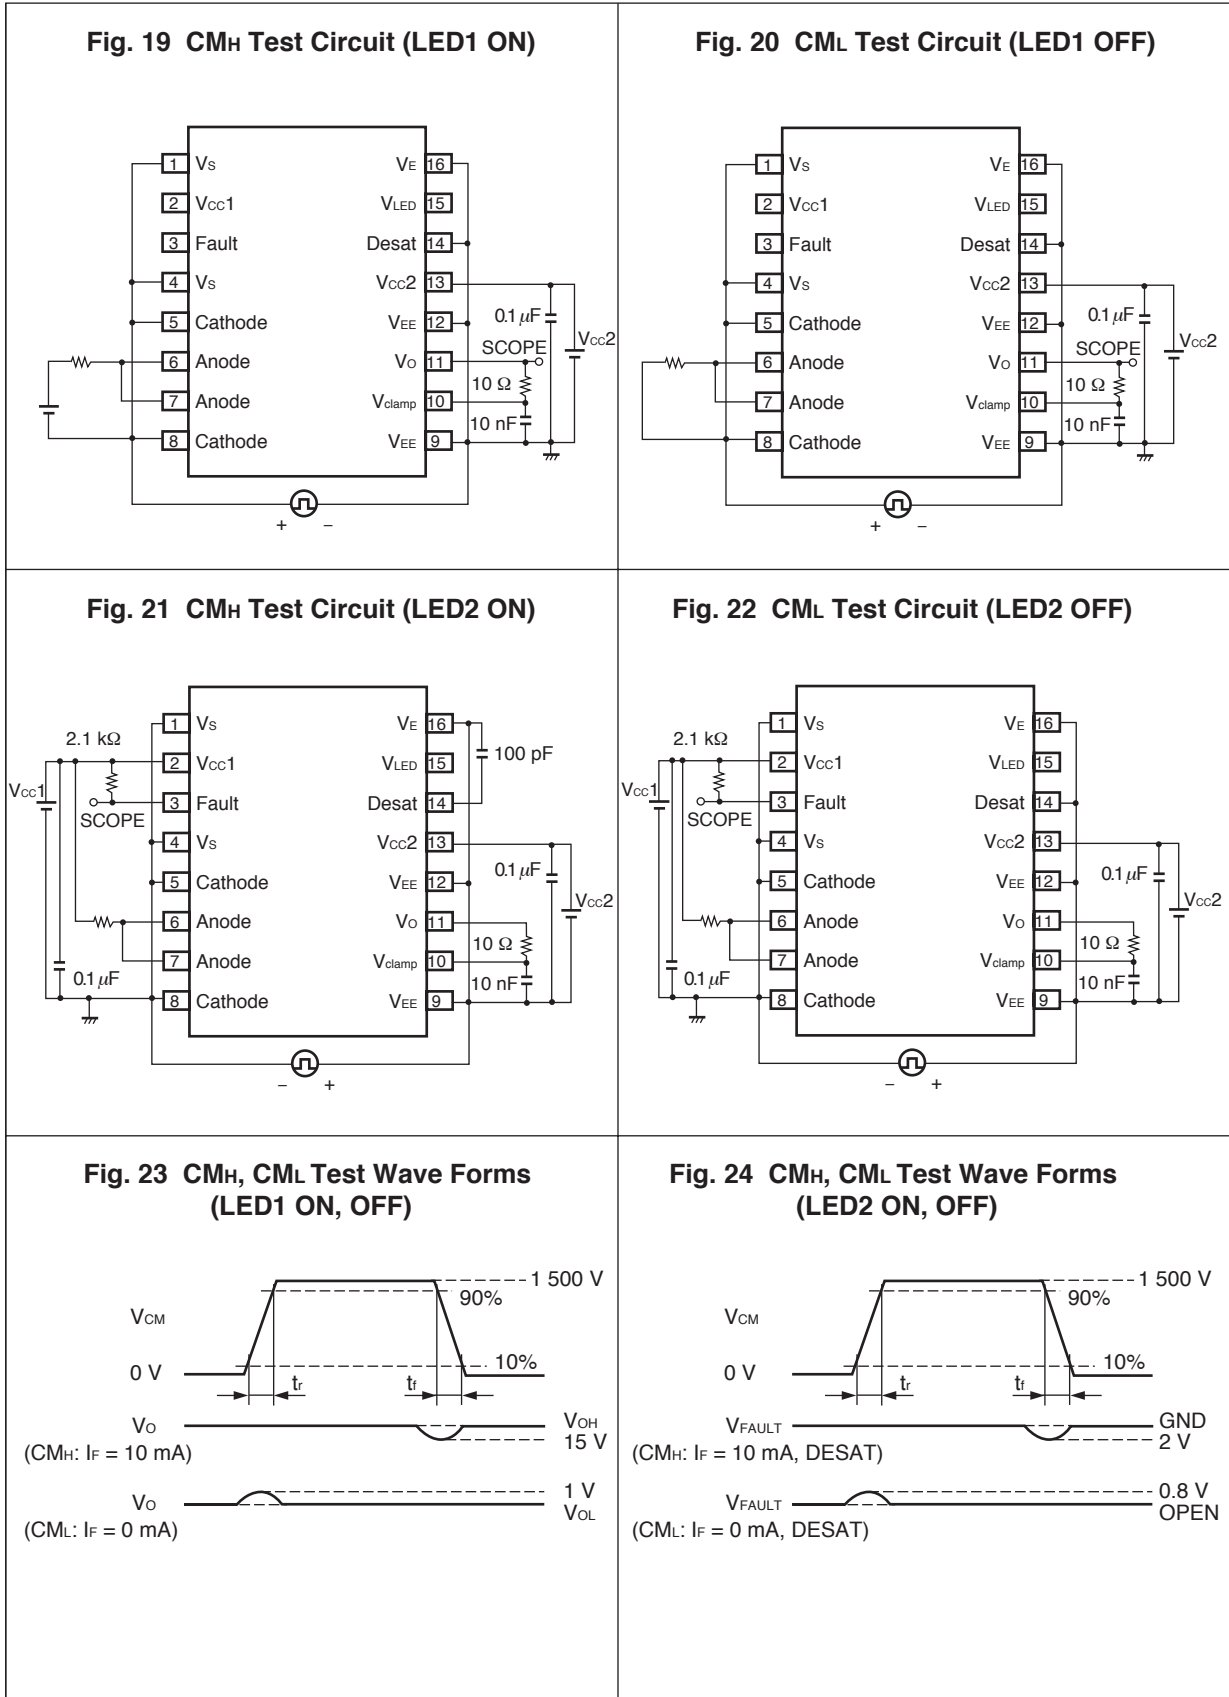 Fig. 19 CMH Test Circuit (LED1 ON)
1 VS
2 VCC1
3 Fault
4 VS
5 Cathode
6 Anode
7 Anode
8 Cathode
VE 16
VLED 15
Desat 14
VCC2 13
VEE 12
VO 11
Vclamp 10
VEE 9
0.1 μF
SCOPE
VCC2
10 Ω
10 nF
+ −
Fig. 20 CML Test Circuit (LED1 OFF)
1 VS
2 VCC1
3 Fault
4 VS
5 Cathode
6 Anode
7 Anode
8 Cathode
VE 16
VLED 15
Desat 14
VCC2 13
VEE 12
VO 11
Vclamp 10
VEE 9
0.1 μF
SCOPE
VCC2
10 Ω
10 nF
+ −
Fig. 21 CMH Test Circuit (LED2 ON)
2.1 kΩ
VCC1
SCOPE
0.1 μF
1 VS
2 VCC1
3 Fault
4 VS
5 Cathode
6 Anode
7 Anode
8 Cathode
VE 16
VLED 15
Desat 14
VCC2 13
VEE 12
VO 11
Vclamp 10
VEE 9
100 pF
0.1 μF
VCC2
10 Ω
10 nF
− +
Fig. 22 CML Test Circuit (LED2 OFF)
2.1 kΩ
VCC1
SCOPE
0.1 μF
1 VS
2 VCC1
3 Fault
4 VS
5 Cathode
6 Anode
7 Anode
8 Cathode
VE 16
VLED 15
Desat 14
VCC2 13
VEE 12
VO 11
Vclamp 10
VEE 9
0.1 μF
VCC2
10 Ω
10 nF
− +
Fig. 23 CMH, CML Test Wave Forms
(LED1 ON, OFF)
1 500 V
90%
VCM
0 V
10%
tr
tf
VO
VOH
15 V
(CMH: IF = 10 mA)
1 V
VO
VOL
(CML: IF = 0 mA)
Fig. 24 CMH, CML Test Wave Forms
(LED2 ON, OFF)
1 500 V
90%
VCM
0 V
10%
tr
tf
VFAULT
GND
2 V
(CMH: IF = 10 mA, DESAT)
0.8 V
VFAULT
OPEN
(CML: IF = 0 mA, DESAT)